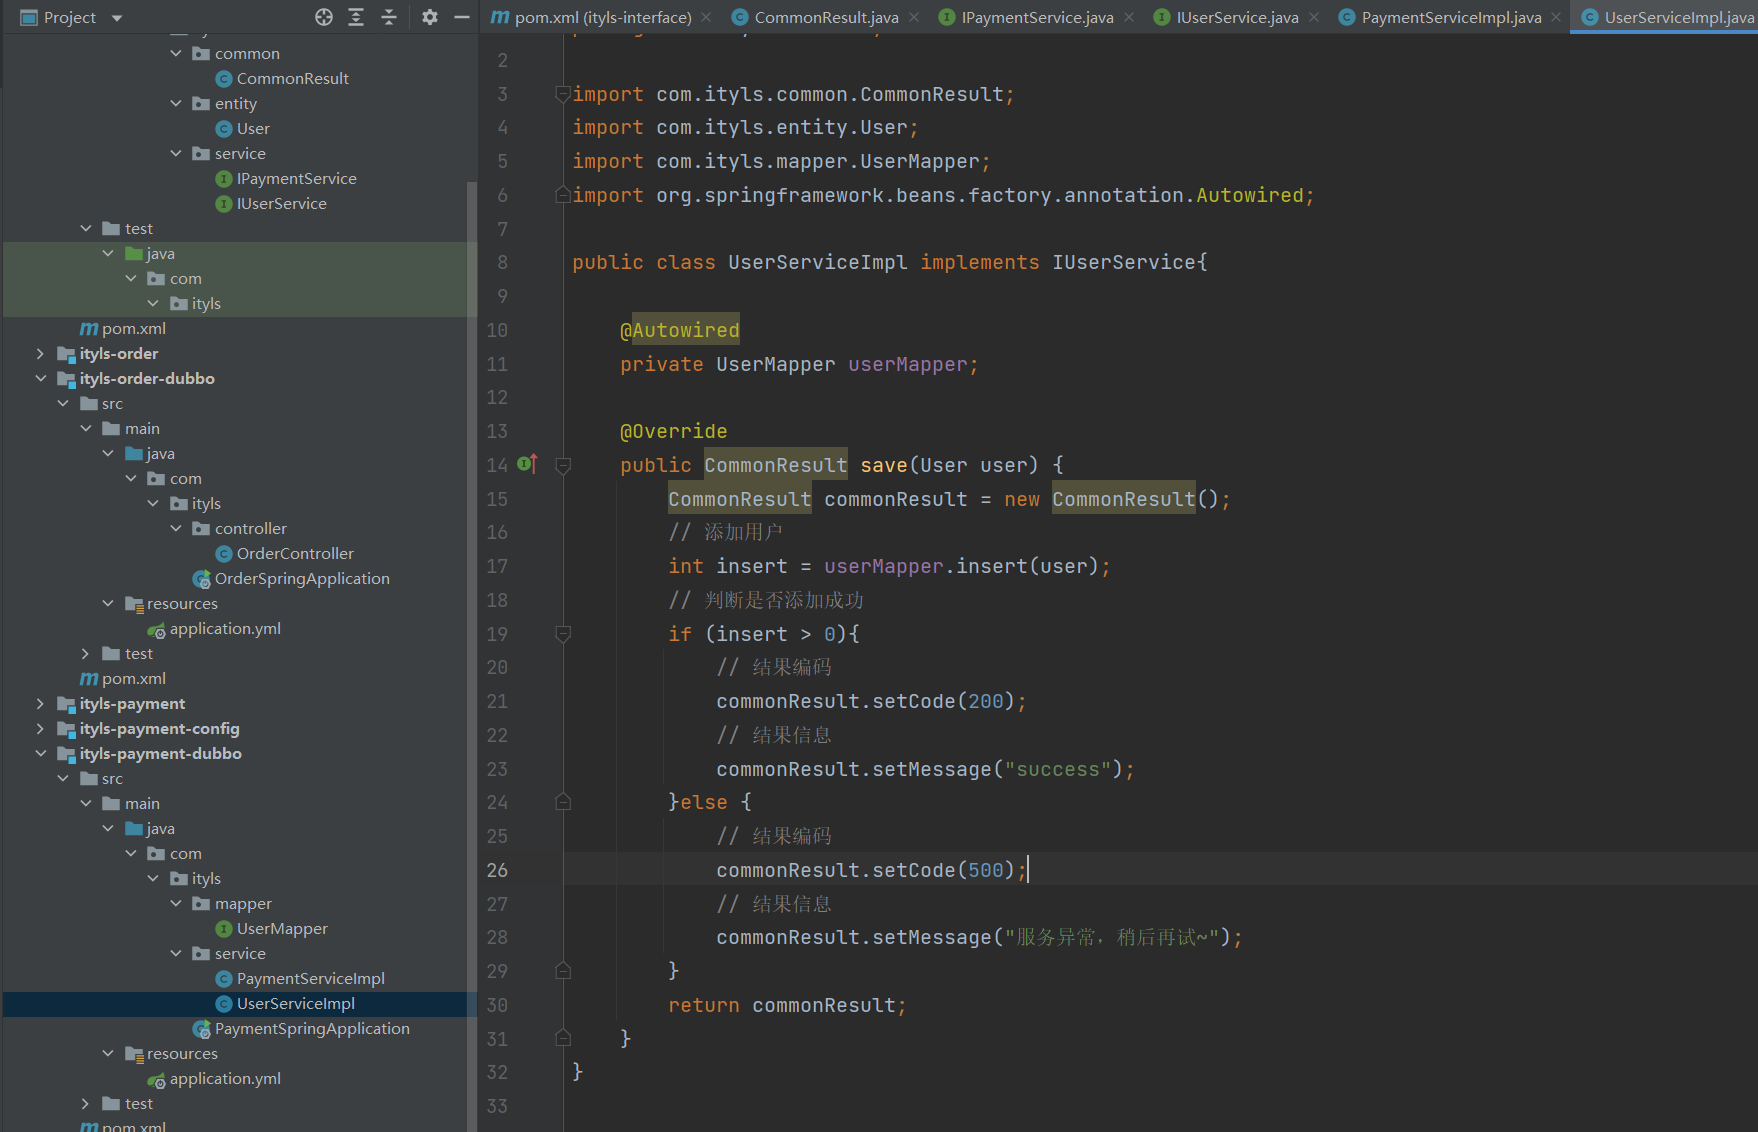 Project
common
CommonResult
entity
User
service
IPaymentService
IUserService
test
java
com
ityls
pom.xml
ityls-order
ityls-order-dubbo
src
main
java
com
ityls
controller
OrderController
OrderSpringApplication
resources
application.yml
test
pom.xml
ityls-payment
ityls-payment-config
ityls-payment-dubbo
src
main
java
com
ityls
mapper
UserMapper
service
PaymentServiceImpl
UserServiceImpl
PaymentSpringApplication
resources
application.yml
test
pom.xml
pom.xml (ityls-interface) CommonResult.java IPaymentService.java IUserService.java PaymentServiceImpl.java UserServiceImpl.java
2
3 import com.ityls.common.CommonResult;
4 import com.ityls.entity.User;
5 import com.ityls.mapper.UserMapper;
6 import org.springframework.beans.factory.annotation.Autowired;
7
8 public class UserServiceImpl implements IUserService{
9
10 @Autowired
11 private UserMapper userMapper;
12
13 @Override
14 public CommonResult save(User user) {
15 CommonResult commonResult = new CommonResult();
16 // 添加用户
17 int insert = userMapper.insert(user);
18 // 判断是否添加成功
19 if (insert > 0){
20 // 结果编码
21 commonResult.setCode(200);
22 // 结果信息
23 commonResult.setMessage("success");
24 }else {
25 // 结果编码
26 commonResult.setCode(500);
27 // 结果信息
28 commonResult.setMessage("服务异常，稍后再试~");
29 }
30 return commonResult;
31 }
32 }
33